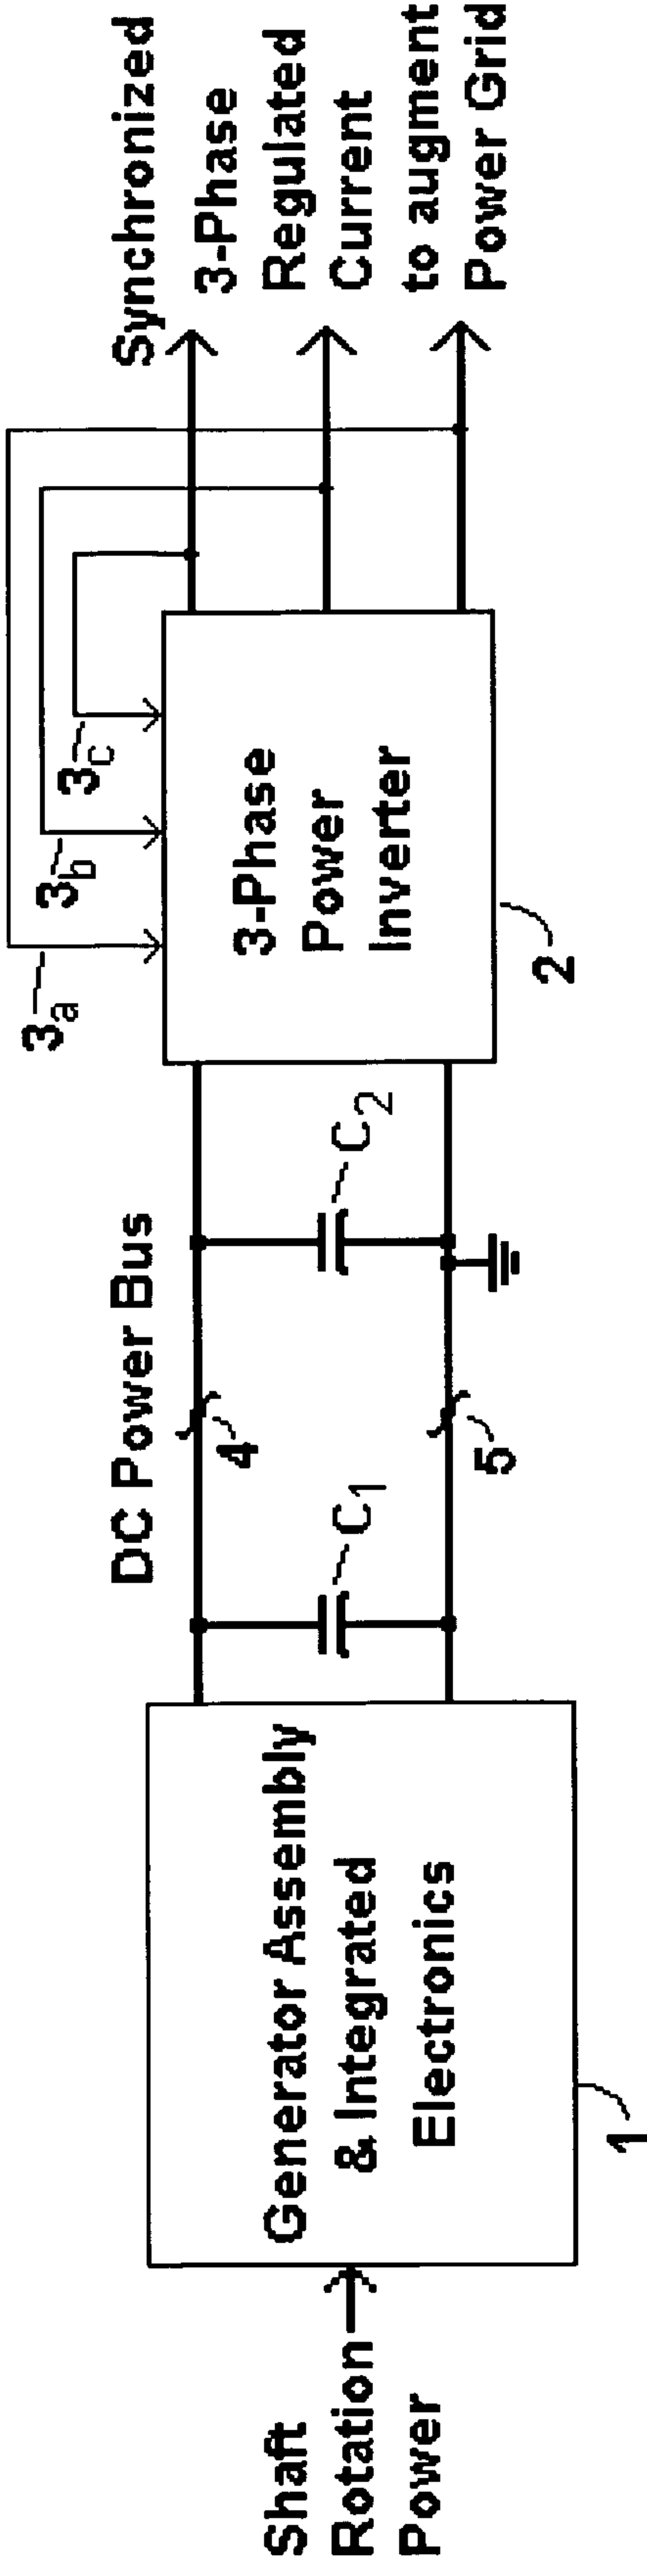 Shaft
Rotation
Power
Generator Assembly
& Integrated
Electronics
1
DC Power Bus
C1
4
5
C2
3-Phase
Power
Inverter
2
3a
3b
3c
Synchronized
3-Phase
Regulated
Current
to augment
Power Grid